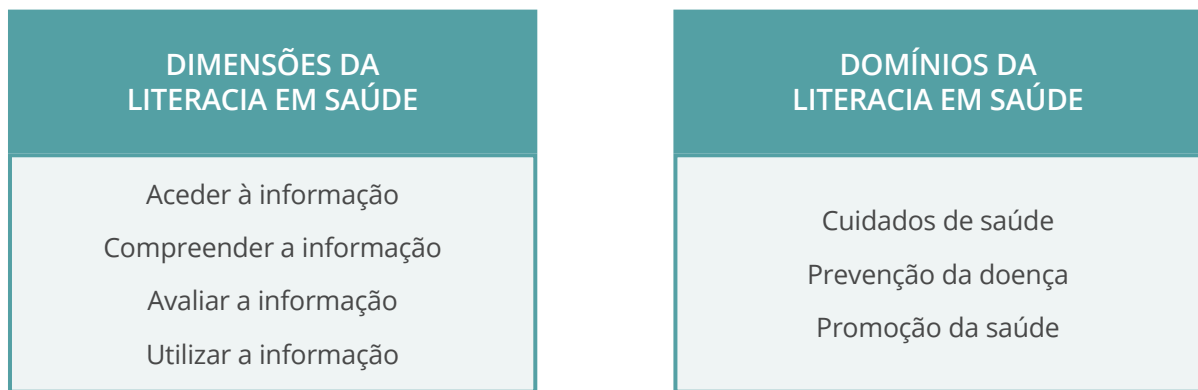 DIMENSÕES DA
LITERACIA EM SAÚDE
Aceder à informação
Compreender a informação
Avaliar a informação
Utilizar a informação
DOMÍNIOS DA
LITERACIA EM SAÚDE
Cuidados de saúde
Prevenção da doença
Promoção da saúde